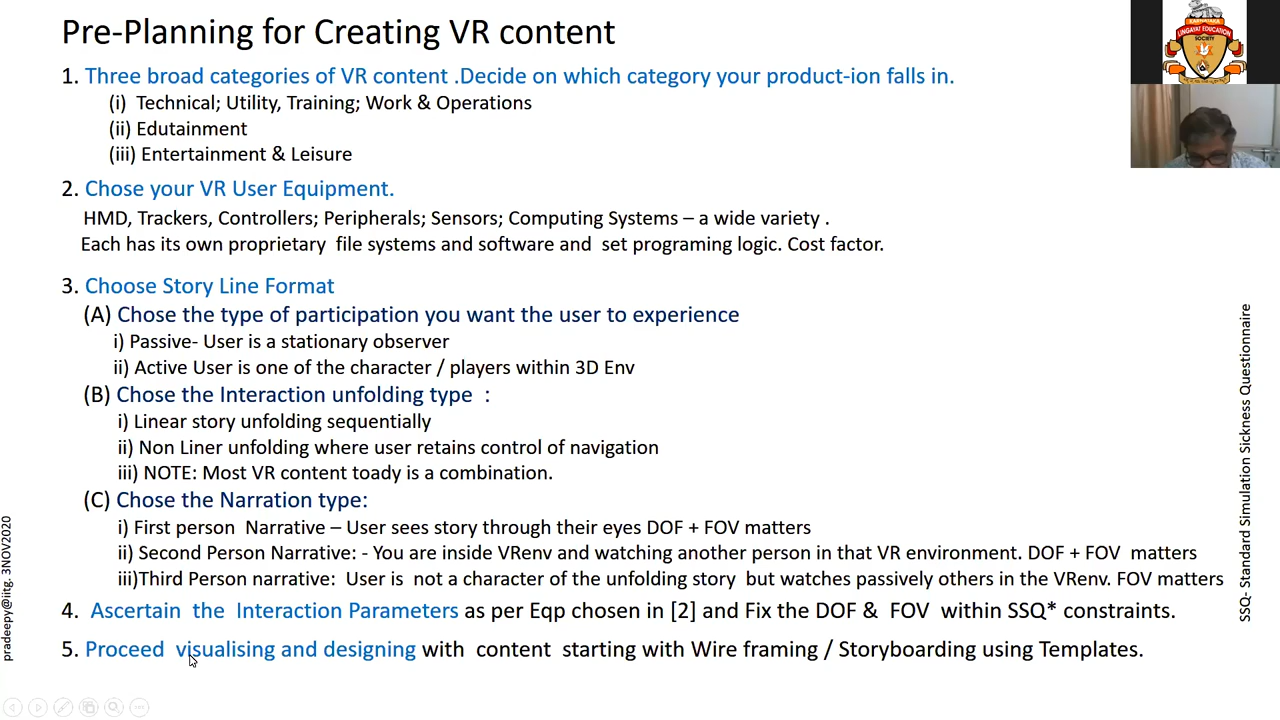 Pre-Planning for Creating VR content
1. Three broad categories of VR content .Decide on which category your product-ion falls in.
(i) Technical; Utility, Training; Work & Operations
(ii) Edutainment
(iii) Entertainment & Leisure
2. Chose your VR User Equipment.
HMD, Trackers, Controllers; Peripherals; Sensors; Computing Systems – a wide variety .
Each has its own proprietary file systems and software and set programing logic. Cost factor.
3. Choose Story Line Format
(A) Chose the type of participation you want the user to experience
i) Passive- User is a stationary observer
ii) Active User is one of the character / players within 3D Env
(B) Chose the Interaction unfolding type :
i) Linear story unfolding sequentially
ii) Non Liner unfolding where user retains control of navigation
iii) NOTE: Most VR content toady is a combination.
(C) Chose the Narration type:
i) First person Narrative – User sees story through their eyes DOF + FOV matters
ii) Second Person Narrative: - You are inside VRenv and watching another person in that VR environment. DOF + FOV matters
iii)Third Person narrative: User is not a character of the unfolding story but watches passively others in the VRenv. FOV matters
4. Ascertain the Interaction Parameters as per Eqp chosen in [2] and Fix the DOF & FOV within SSQ* constraints.
5. Proceed visualising and designing with content starting with Wire framing / Storyboarding using Templates.
pradeepy@iitg. 3NOV2020
SSQ- Standard Simulation Sickness Questionnaire
KARNATAKA
LINGAYAT EDUCATION
SOCIETY